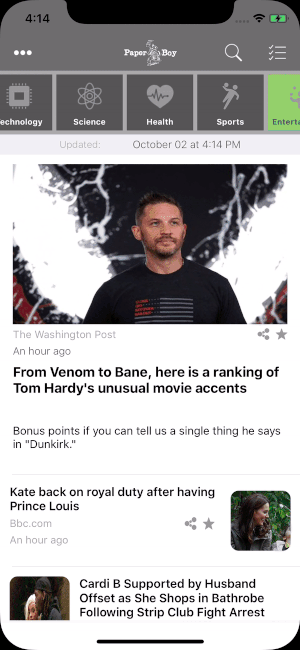 4:14
Paper Boy
echnology
Science
Health
Sports
Enterta
Updated: October 02 at 4:14 PM
The Washington Post
An hour ago
From Venom to Bane, here is a ranking of
Tom Hardy's unusual movie accents
Bonus points if you can tell us a single thing he says
in "Dunkirk."
Kate back on royal duty after having
Prince Louis
Bbc.com
An hour ago
Cardi B Supported by Husband
Offset as She Shops in Bathrobe
Following Strip Club Fight Arrest